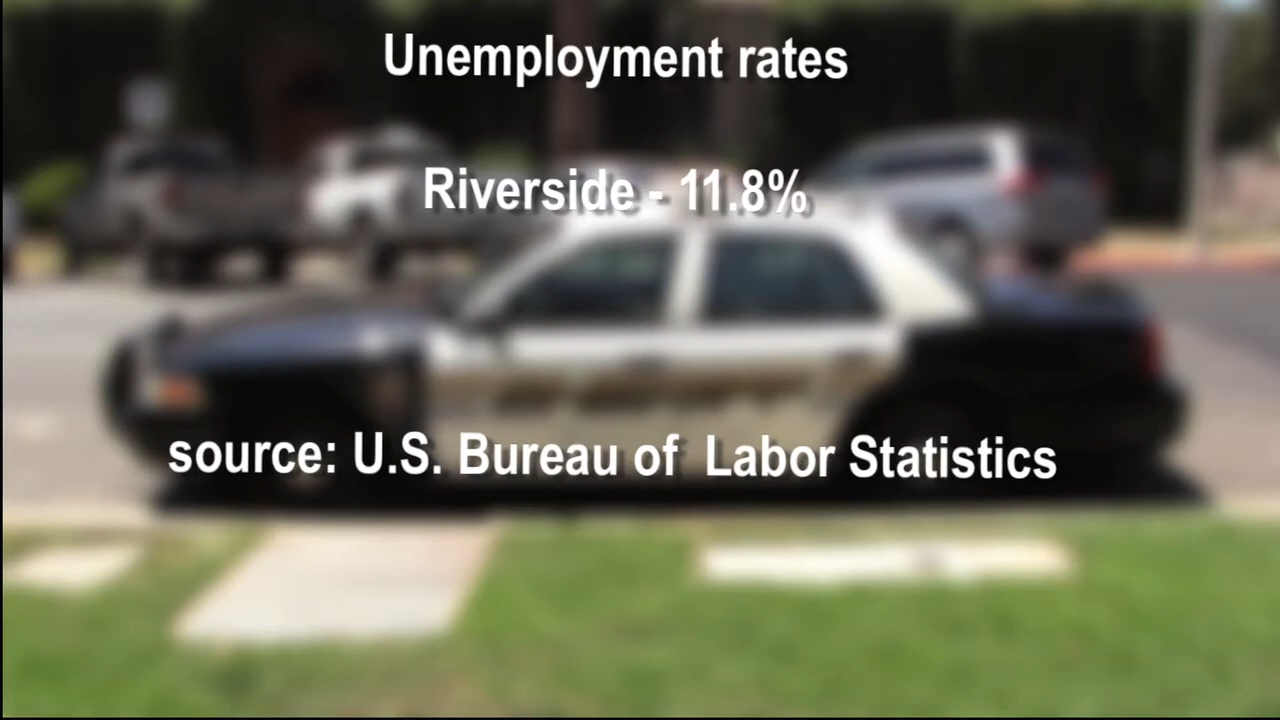 Unemployment rates
Riverside - 11.8%
source: U.S. Bureau of Labor Statistics